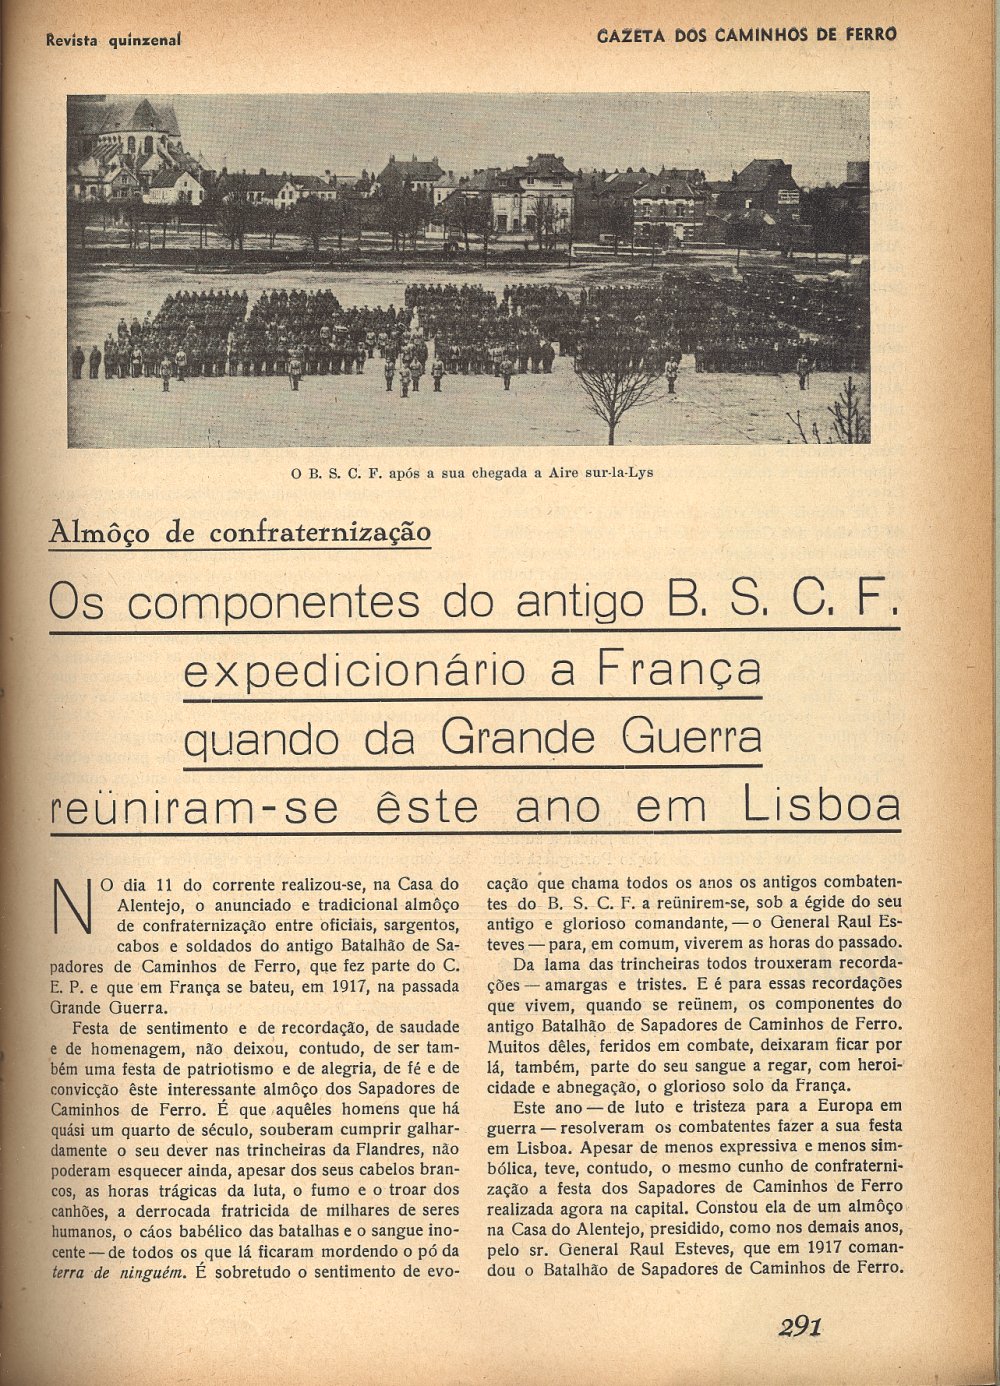 Revista quinzenal
GAZETA DOS CAMINHOS DE FERRO
O B. S. C. F. após a sua chegada a Aire sur-la-Lys
Almôço de confraternização
Os componentes do antigo B. S. C. F.
expedicionário a França
quando da Grande Guerra
reüniram-se êste ano em Lisboa
NO dia 11 do corrente realizou-se, na Casa do
Alentejo, o anunciado e tradicional almôço
de confraternização entre oficiais, sargentos,
cabos e soldados do antigo Batalhão de Sa-
padores de Caminhos de Ferro, que fez parte do C.
E. P. e que em França se bateu, em 1917, na passada
Grande Guerra.
Festa de sentimento e de recordação, de saudade
e de homenagem, não deixou, contudo, de ser tam-
bém uma festa de patriotismo e de alegria, de fé e de
convicção êste interessante almôço dos Sapadores de
Caminhos de Ferro. É que aquêles homens que há
quási um quarto de século, souberam cumprir galhar-
damente o seu dever nas trincheiras da Flandres, não
poderam esquecer ainda, apesar dos seus cabelos bran-
cos, as horas trágicas da luta, o fumo e o troar dos
canhões, a derrocada fratricida de milhares de seres
humanos, o cáos babélico das batalhas e o sangue ino-
cente — de todos os que lá ficaram mordendo o pó da
terra de ninguém. É sobretudo o sentimento de evo-
cação que chama todos os anos os antigos combaten-
tes do B. S. C. F. a reünirem-se, sob a égide do seu
antigo e glorioso comandante, — o General Raul Es-
teves — para, em comum, viverem as horas do passado.
Da lama das trincheiras todos trouxeram recorda-
ções — amargas e tristes. E é para essas recordações
que vivem, quando se reünem, os componentes do
antigo Batalhão de Sapadores de Caminhos de Ferro.
Muitos dêles, feridos em combate, deixaram ficar por
lá, também, parte do seu sangue a regar, com heroi-
cidade e abnegação, o glorioso solo da França.
Este ano — de luto e tristeza para a Europa em
guerra — resolveram os combatentes fazer a sua festa
em Lisboa. Apesar de menos expressiva e menos sim-
bólica, teve, contudo, o mesmo cunho de confraterni-
zação a festa dos Sapadores de Caminhos de Ferro
realizada agora na capital. Constou ela de um almôço
na Casa do Alentejo, presidido, como nos demais anos,
pelo sr. General Raul Esteves, que em 1917 coman-
dou o Batalhão de Sapadores de Caminhos de Ferro.
291